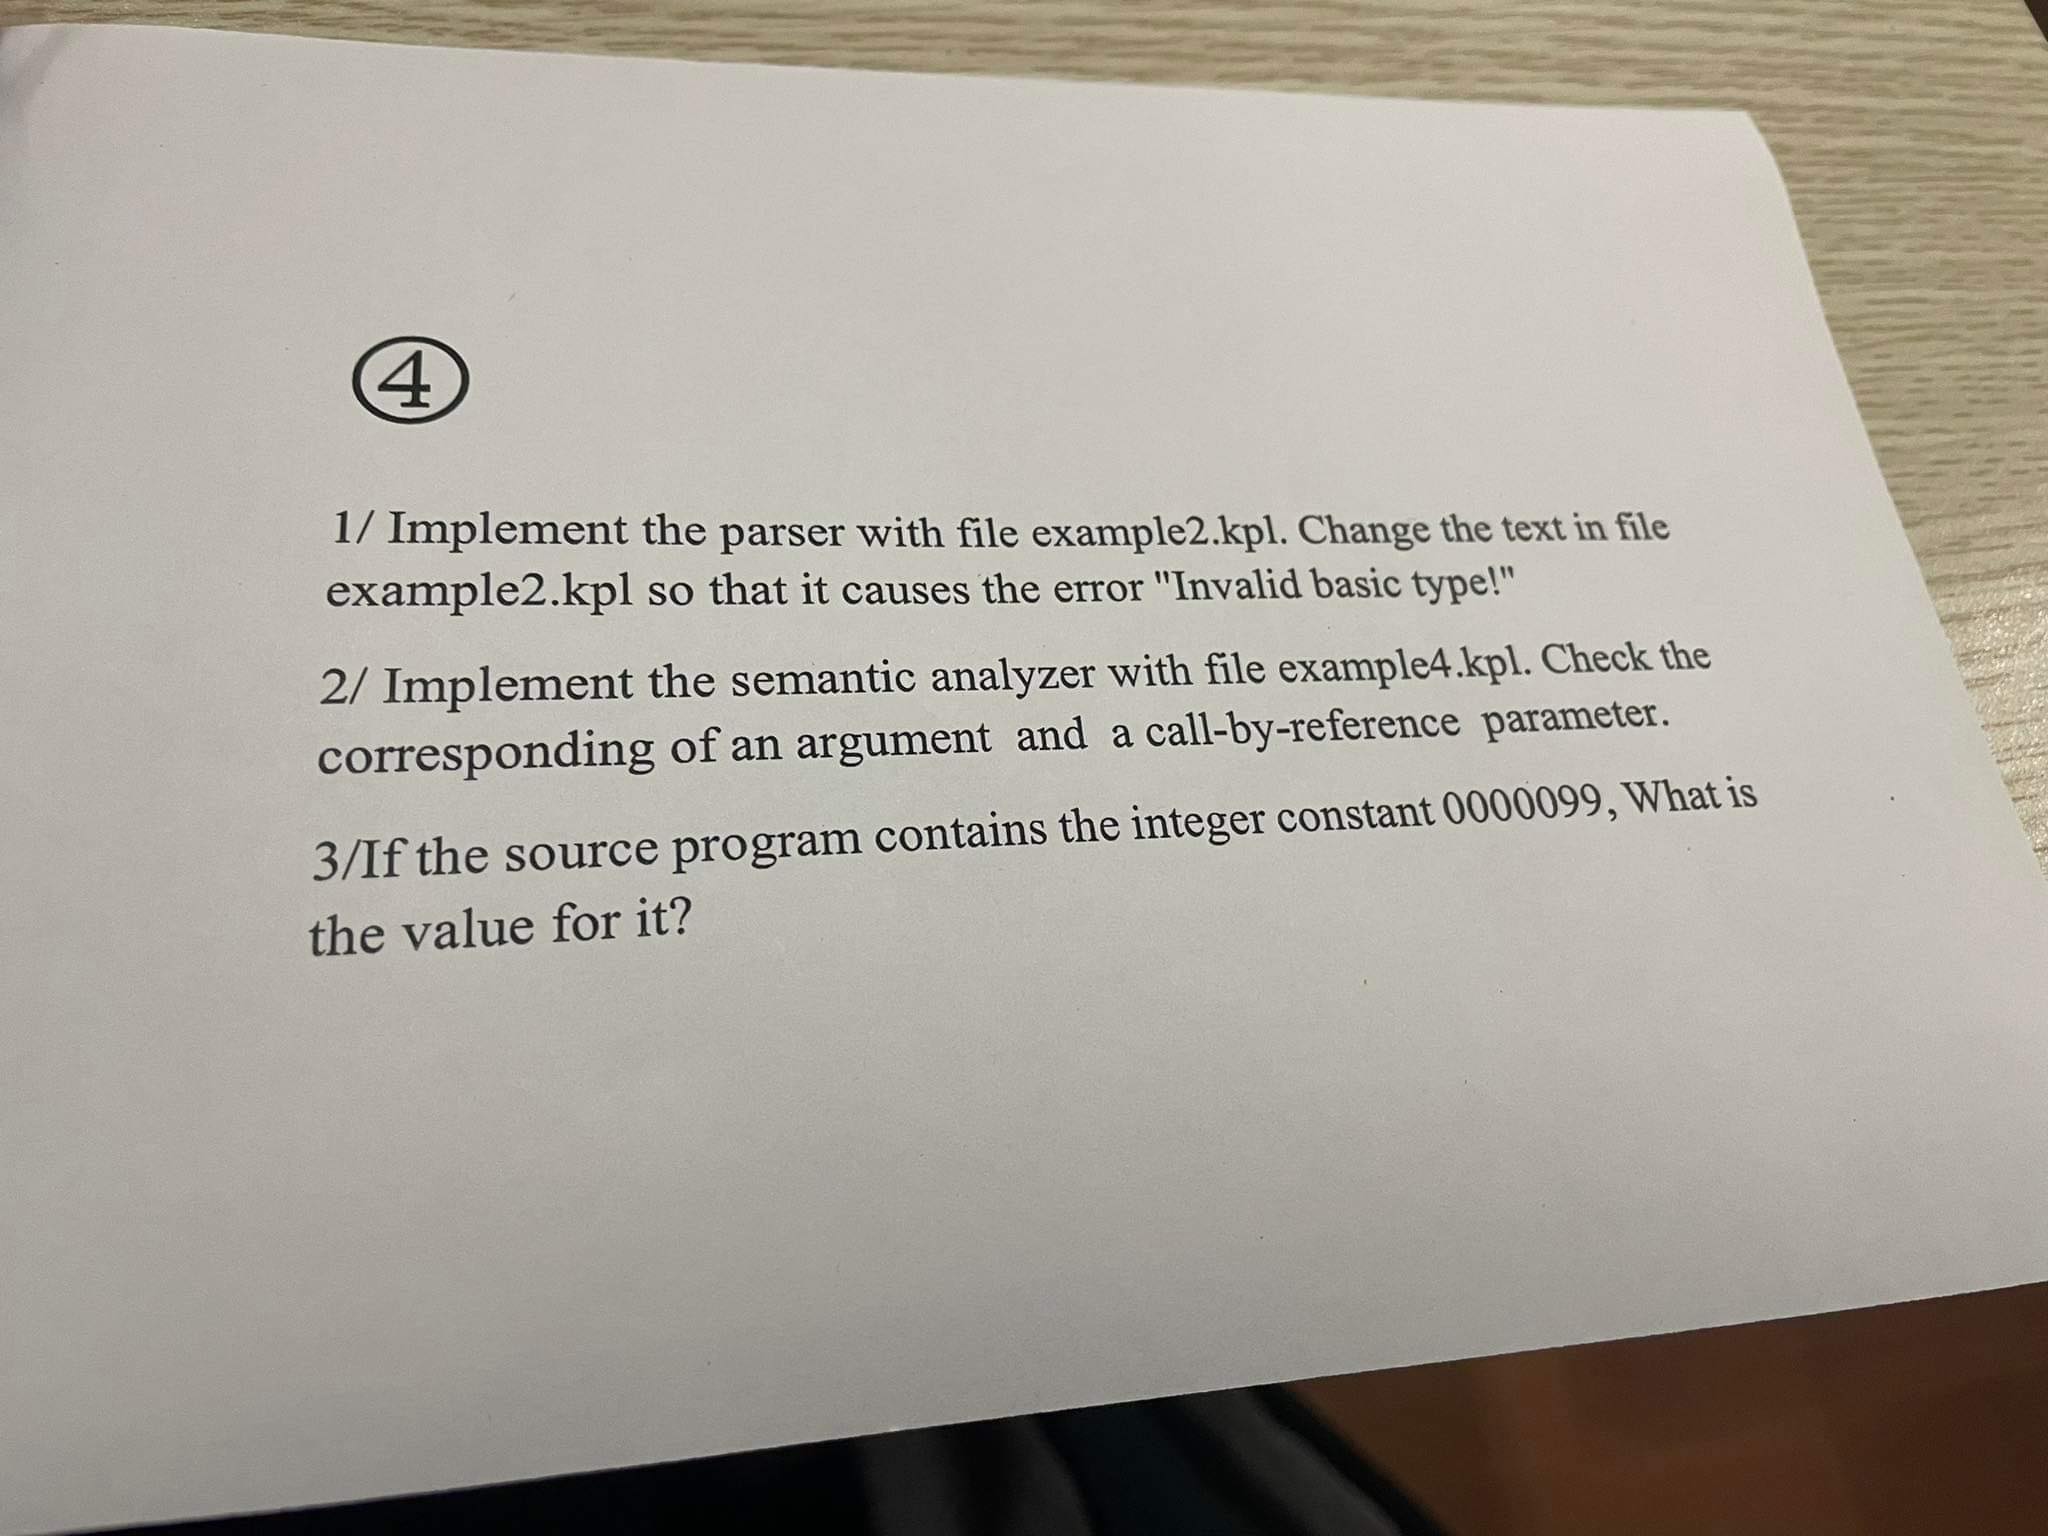 ④
1/ Implement the parser with file example2.kpl. Change the text in file
example2.kpl so that it causes the error "Invalid basic type!"
2/ Implement the semantic analyzer with file example4.kpl. Check the
corresponding of an argument and a call-by-reference parameter.
3/If the source program contains the integer constant 0000099, What is
the value for it?